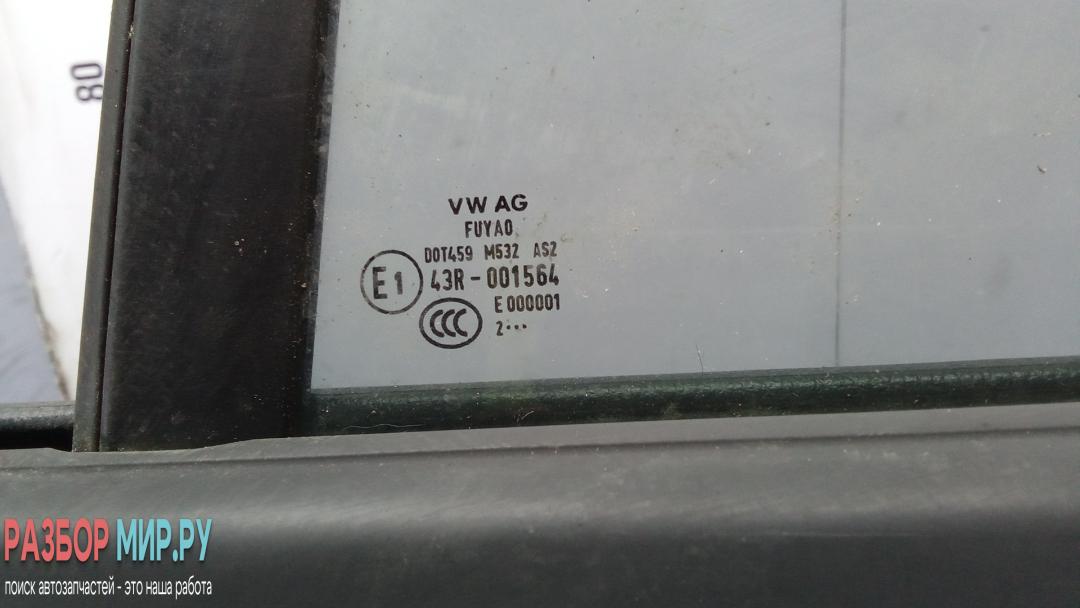 80
VW AG
FUYAO
DOT459 M532 AS2
E1 43R-001564
E000001
CCC
2•••
РАЗБОР МИР.РУ
поиск автозапчастей - это наша работа